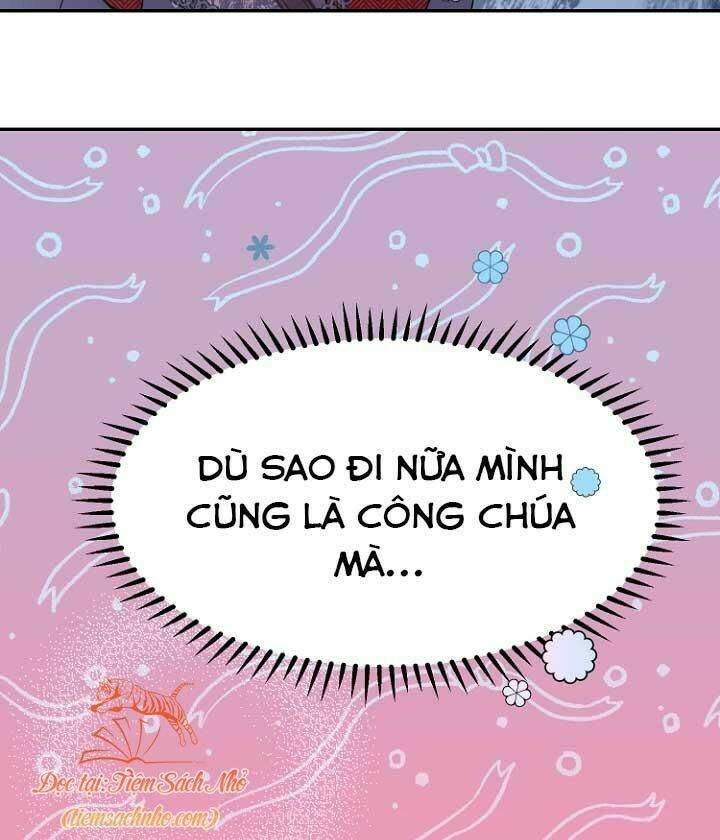 DÙ SAO ĐI NỮA MÌNH
CŨNG LÀ CÔNG CHÚA
MÀ...
Đọc tại: Tiệm Sách Nhỏ
(tiemsachnho.com)